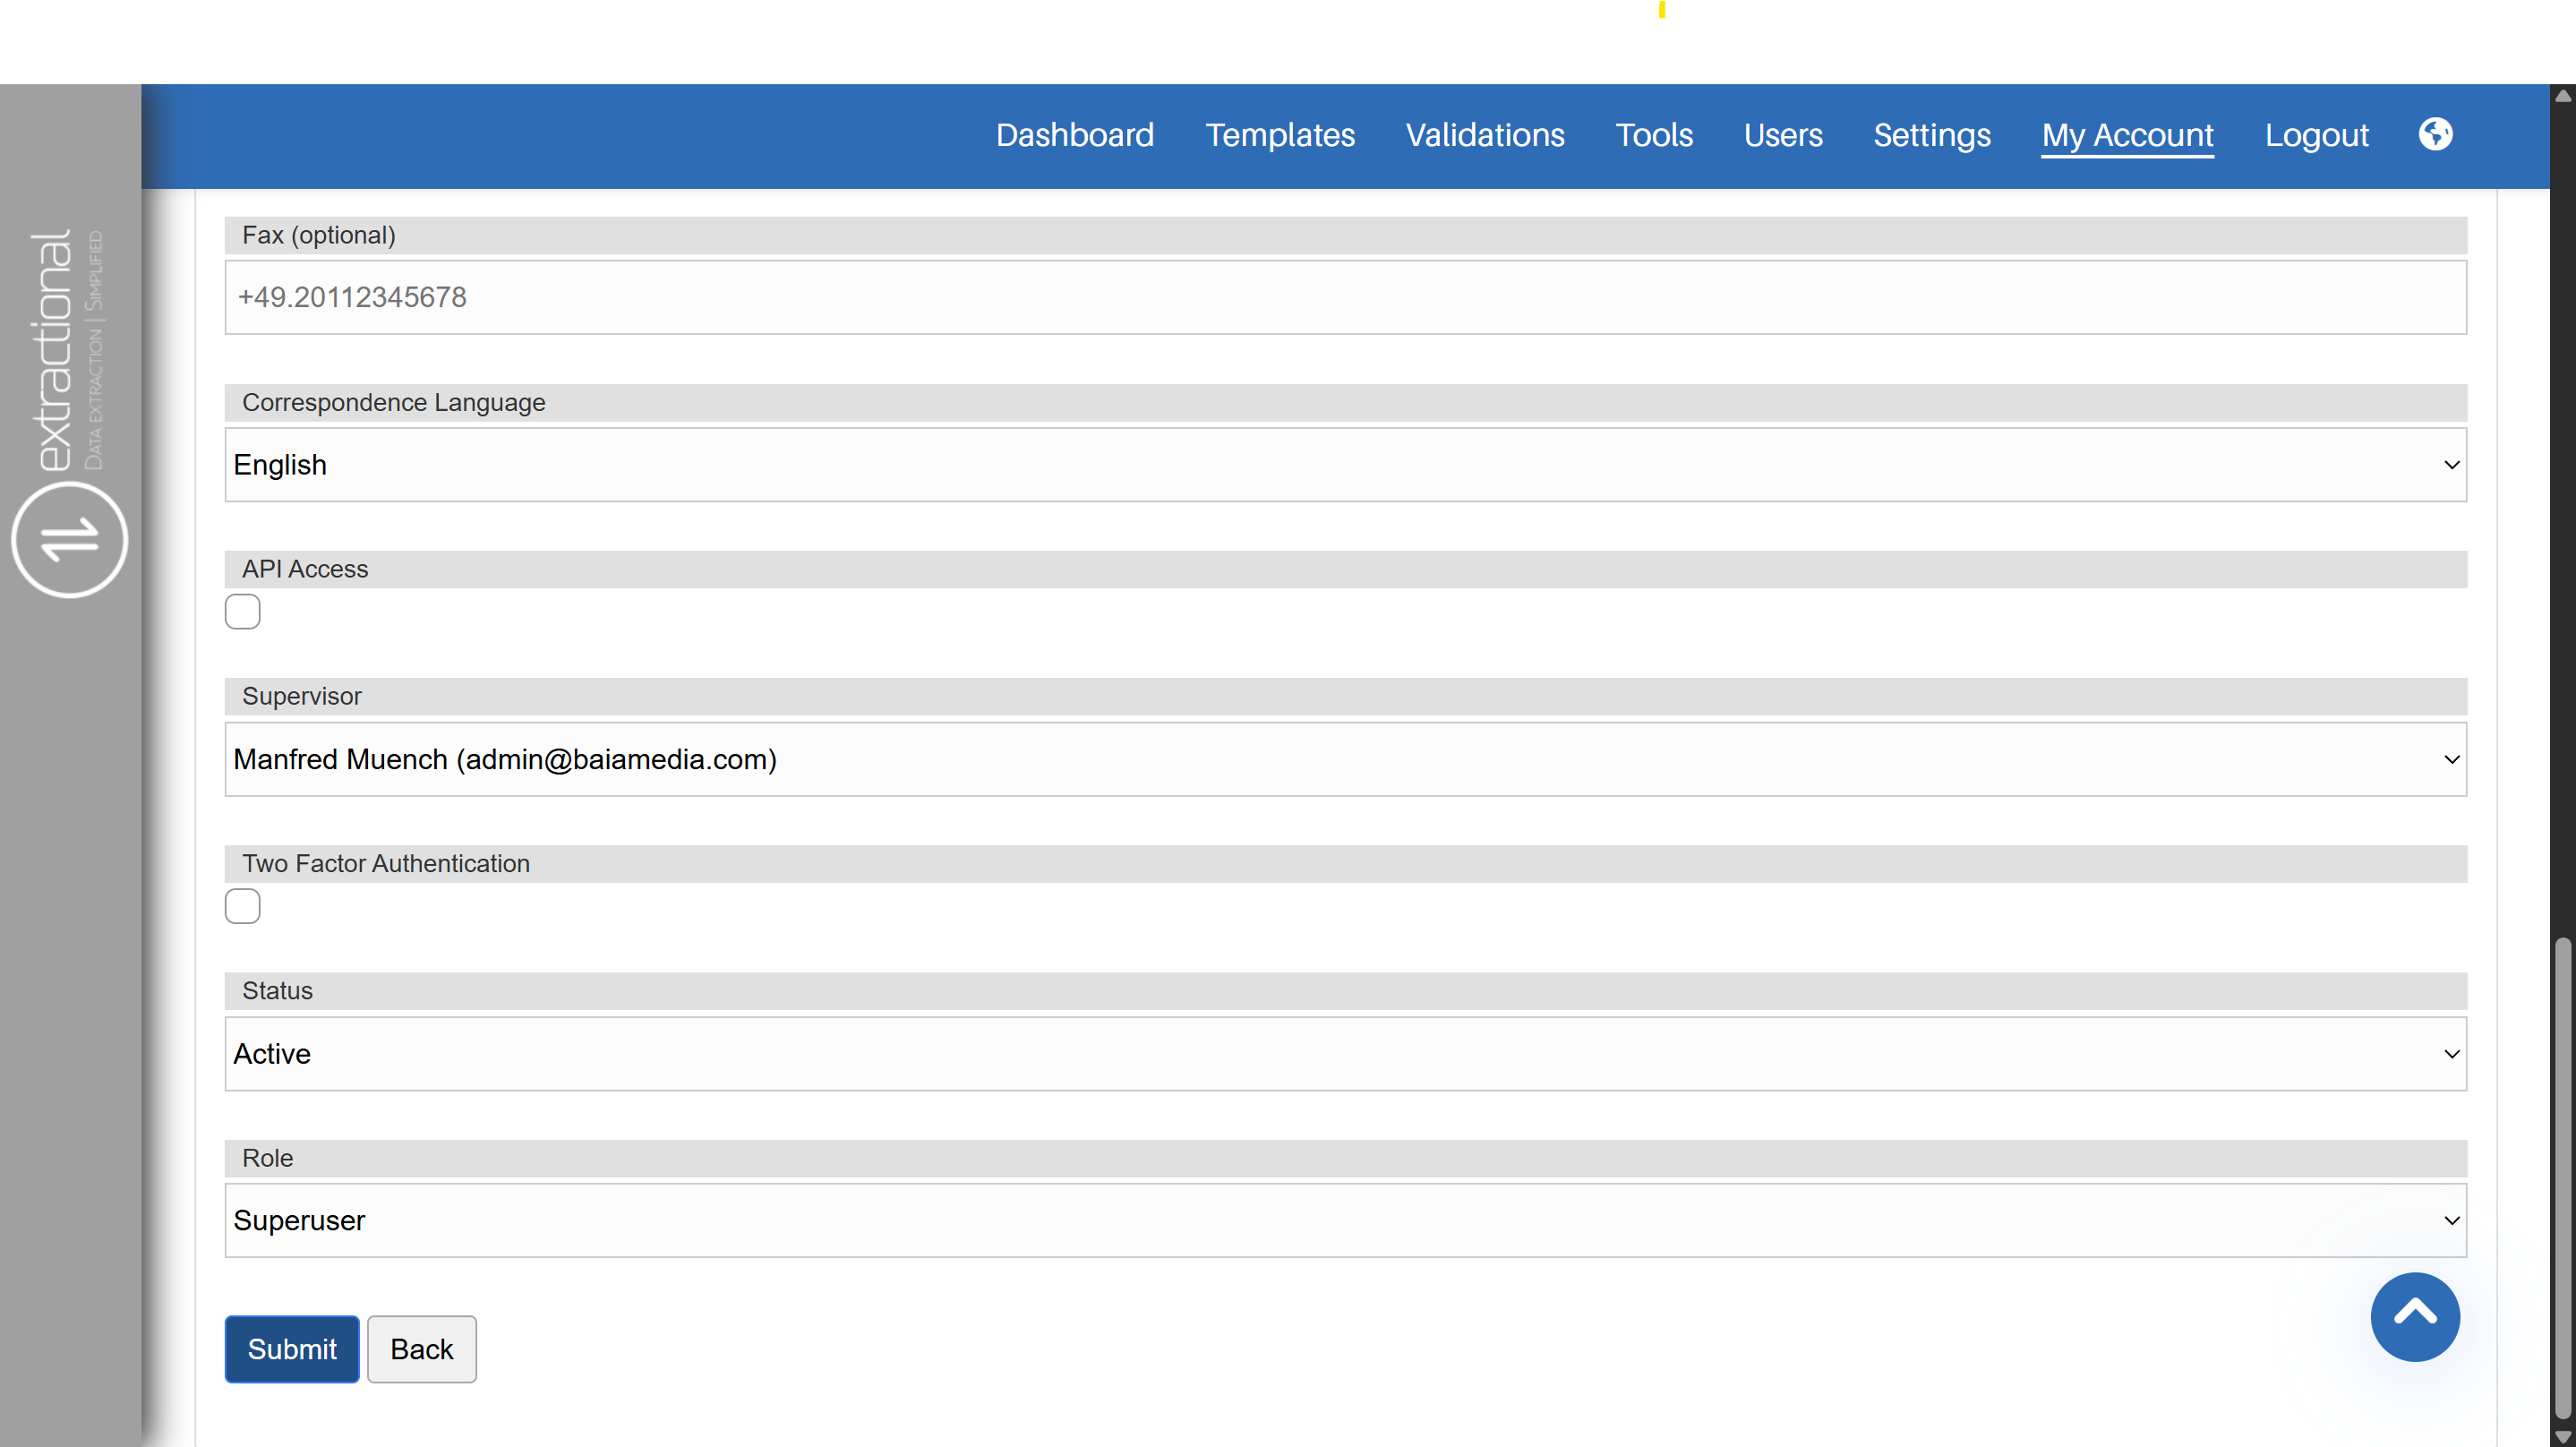 Dashboard Templates Validations Tools Users Settings My Account Logout
extractional
DATA EXTRACTION | SIMPLIFIED
Fax (optional)
+49.20112345678
Correspondence Language
English
API Access
Supervisor
Manfred Muench (admin@baiamedia.com)
Two Factor Authentication
Status
Active
Role
Superuser
Submit Back